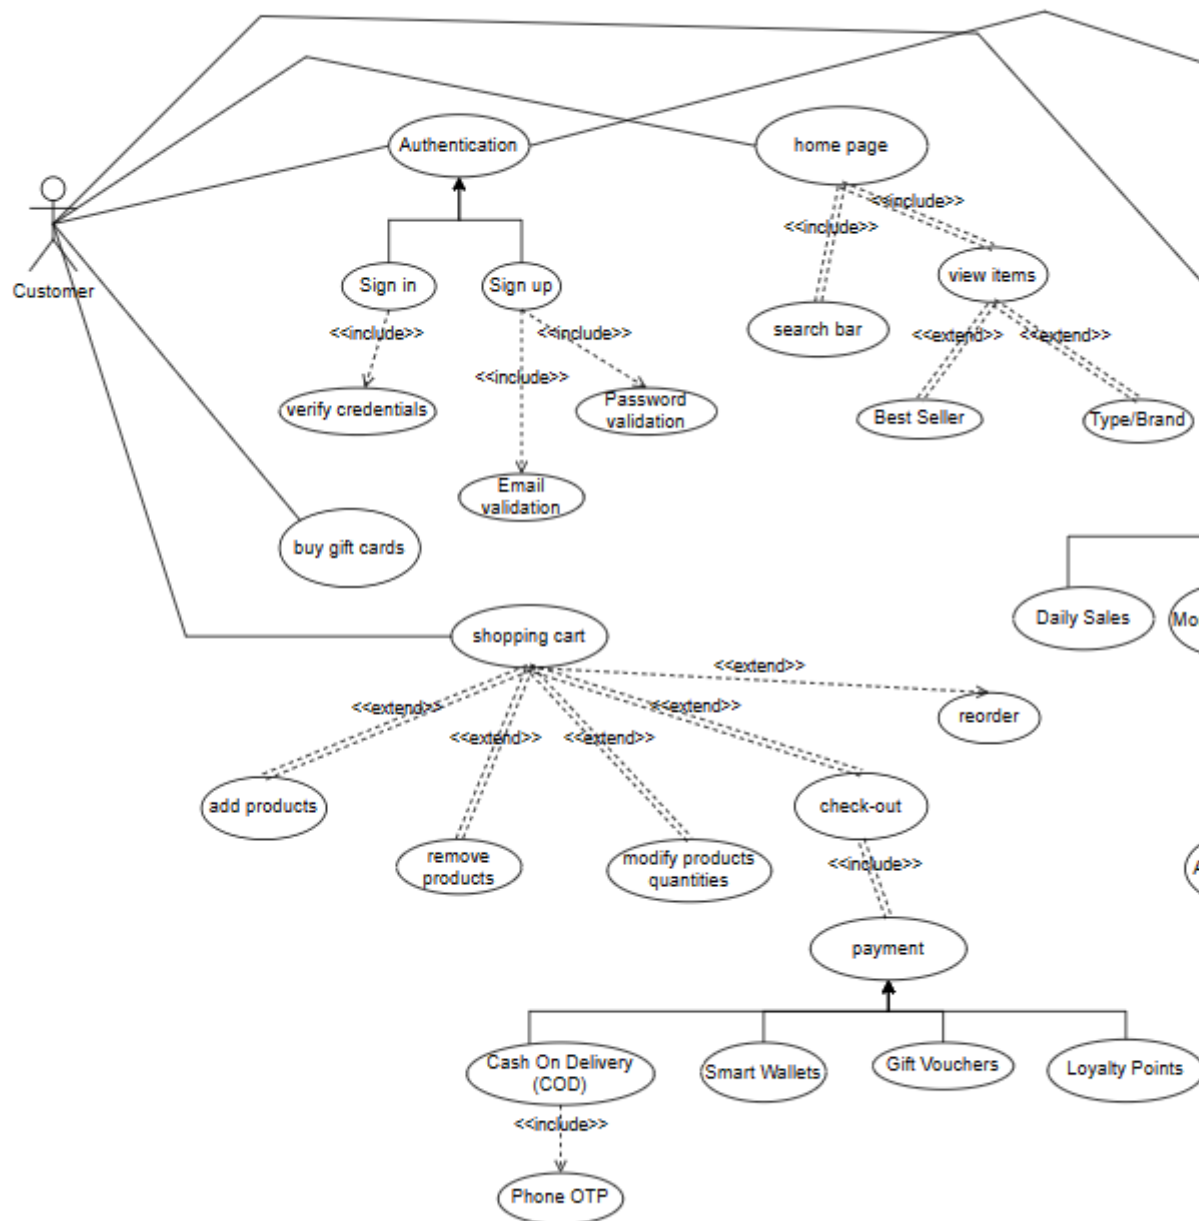 Authentication
home page
<<include>>
<<include>>
Customer
Sign in
Sign up
view items
<<include>>
<<include>>
search bar
<<extend>>
<<extend>>
<<include>>
verify credentials
Password
validation
Best Seller
Type/Brand
Email
validation
buy gift cards
Daily Sales
Mo
shopping cart
<<extend>>
<<extend>>
<<extend>>
<<extend>>
<<extend>>
reorder
add products
check-out
remove
products
modify products
quantities
<<include>>
A
payment
Cash On Delivery
(COD)
Smart Wallets
Gift Vouchers
Loyalty Points
<<include>>
Phone OTP